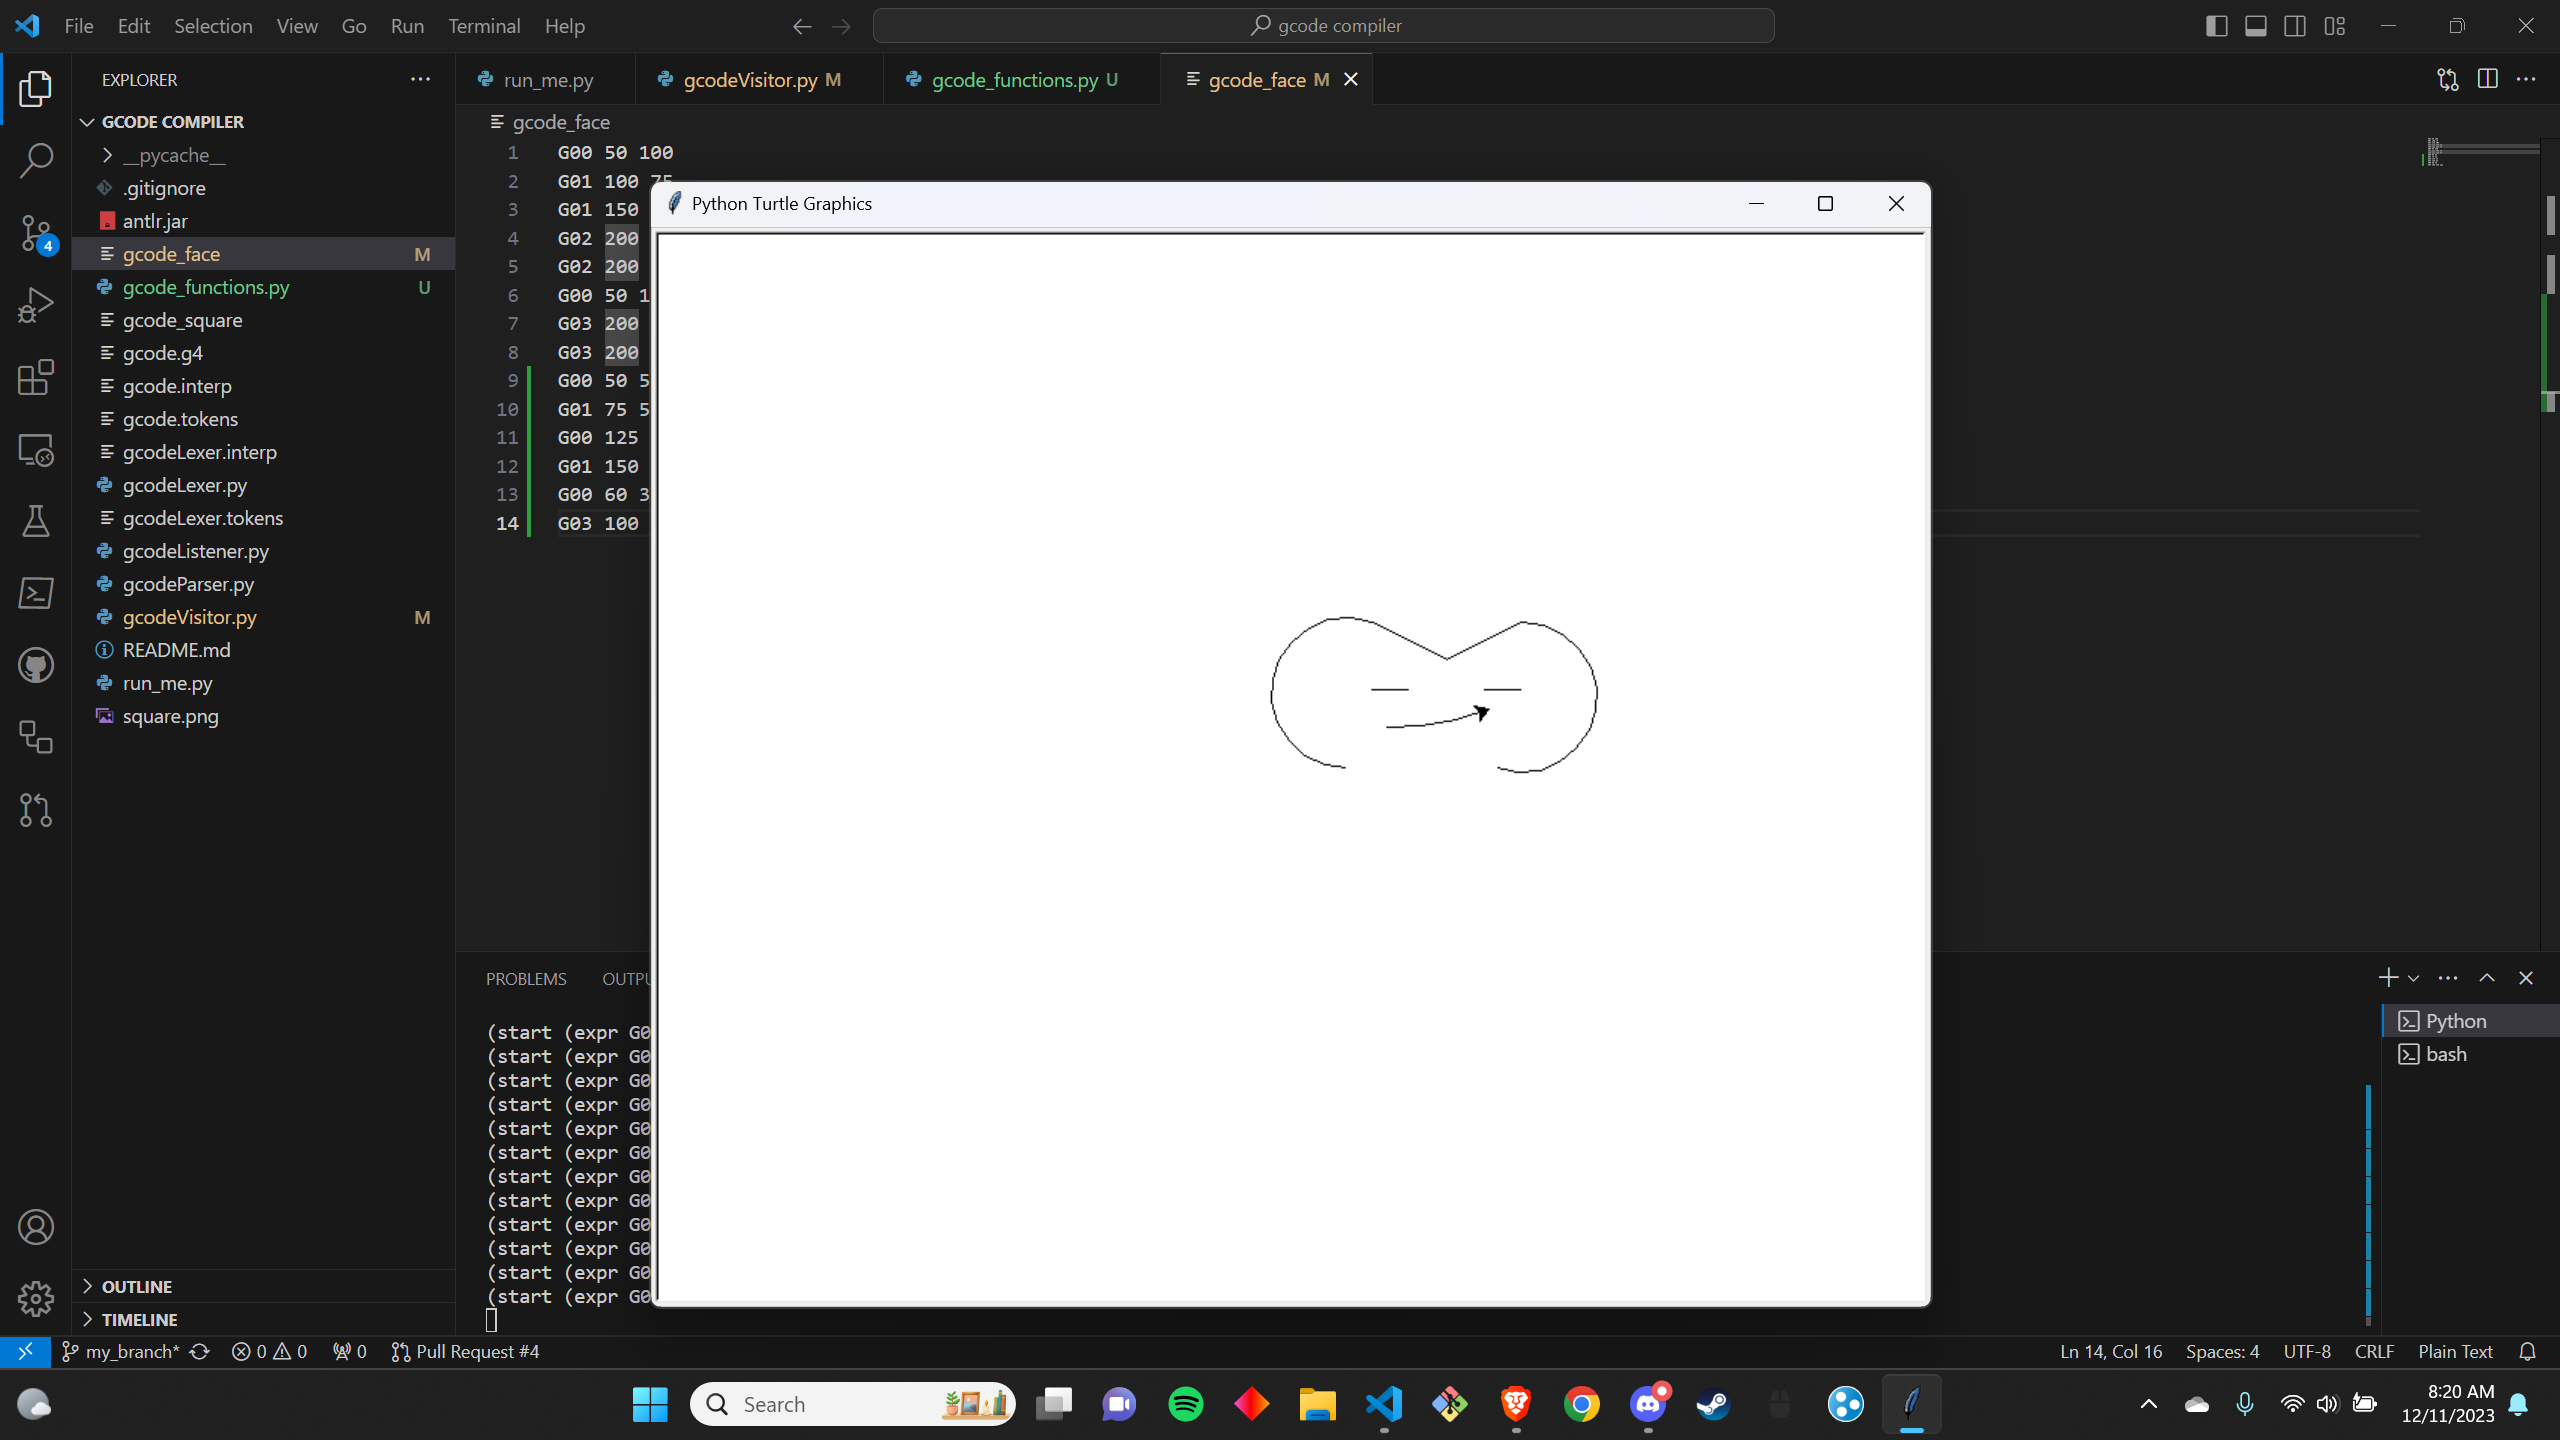 File Edit Selection View Go Run Terminal Help
gcode compiler
EXPLORER
run_me.py
gcodeVisitor.py M
gcode_functions.py U
gcode_face M
GCODE COMPILER
__pycache__
.gitignore
antlr.jar
gcode_face M
gcode_functions.py U
gcode_square
gcode.g4
gcode.interp
gcode.tokens
gcodeLexer.interp
gcodeLexer.py
gcodeLexer.tokens
gcodeListener.py
gcodeParser.py
gcodeVisitor.py M
README.md
run_me.py
square.png
OUTLINE
TIMELINE
4
gcode_face
1 G00 50 100
2 G01 100 75
3 G01 150
4 G02 200
5 G02 200
6 G00 50 1
7 G03 200
8 G03 200
9 G00 50 5
10 G01 75 5
11 G00 125
12 G01 150
13 G00 60 3
14 G03 100
Python Turtle Graphics
PROBLEMS OUTPU
(start (expr G0
(start (expr G0
(start (expr G0
(start (expr G0
(start (expr G0
(start (expr G0
(start (expr G0
(start (expr G0
(start (expr G0
(start (expr G0
(start (expr G0
(start (expr G0
Python
bash
my_branch* 0 0 0 Pull Request #4
Ln 14, Col 16 Spaces: 4 UTF-8 CRLF Plain Text
Search
8:20 AM
12/11/2023